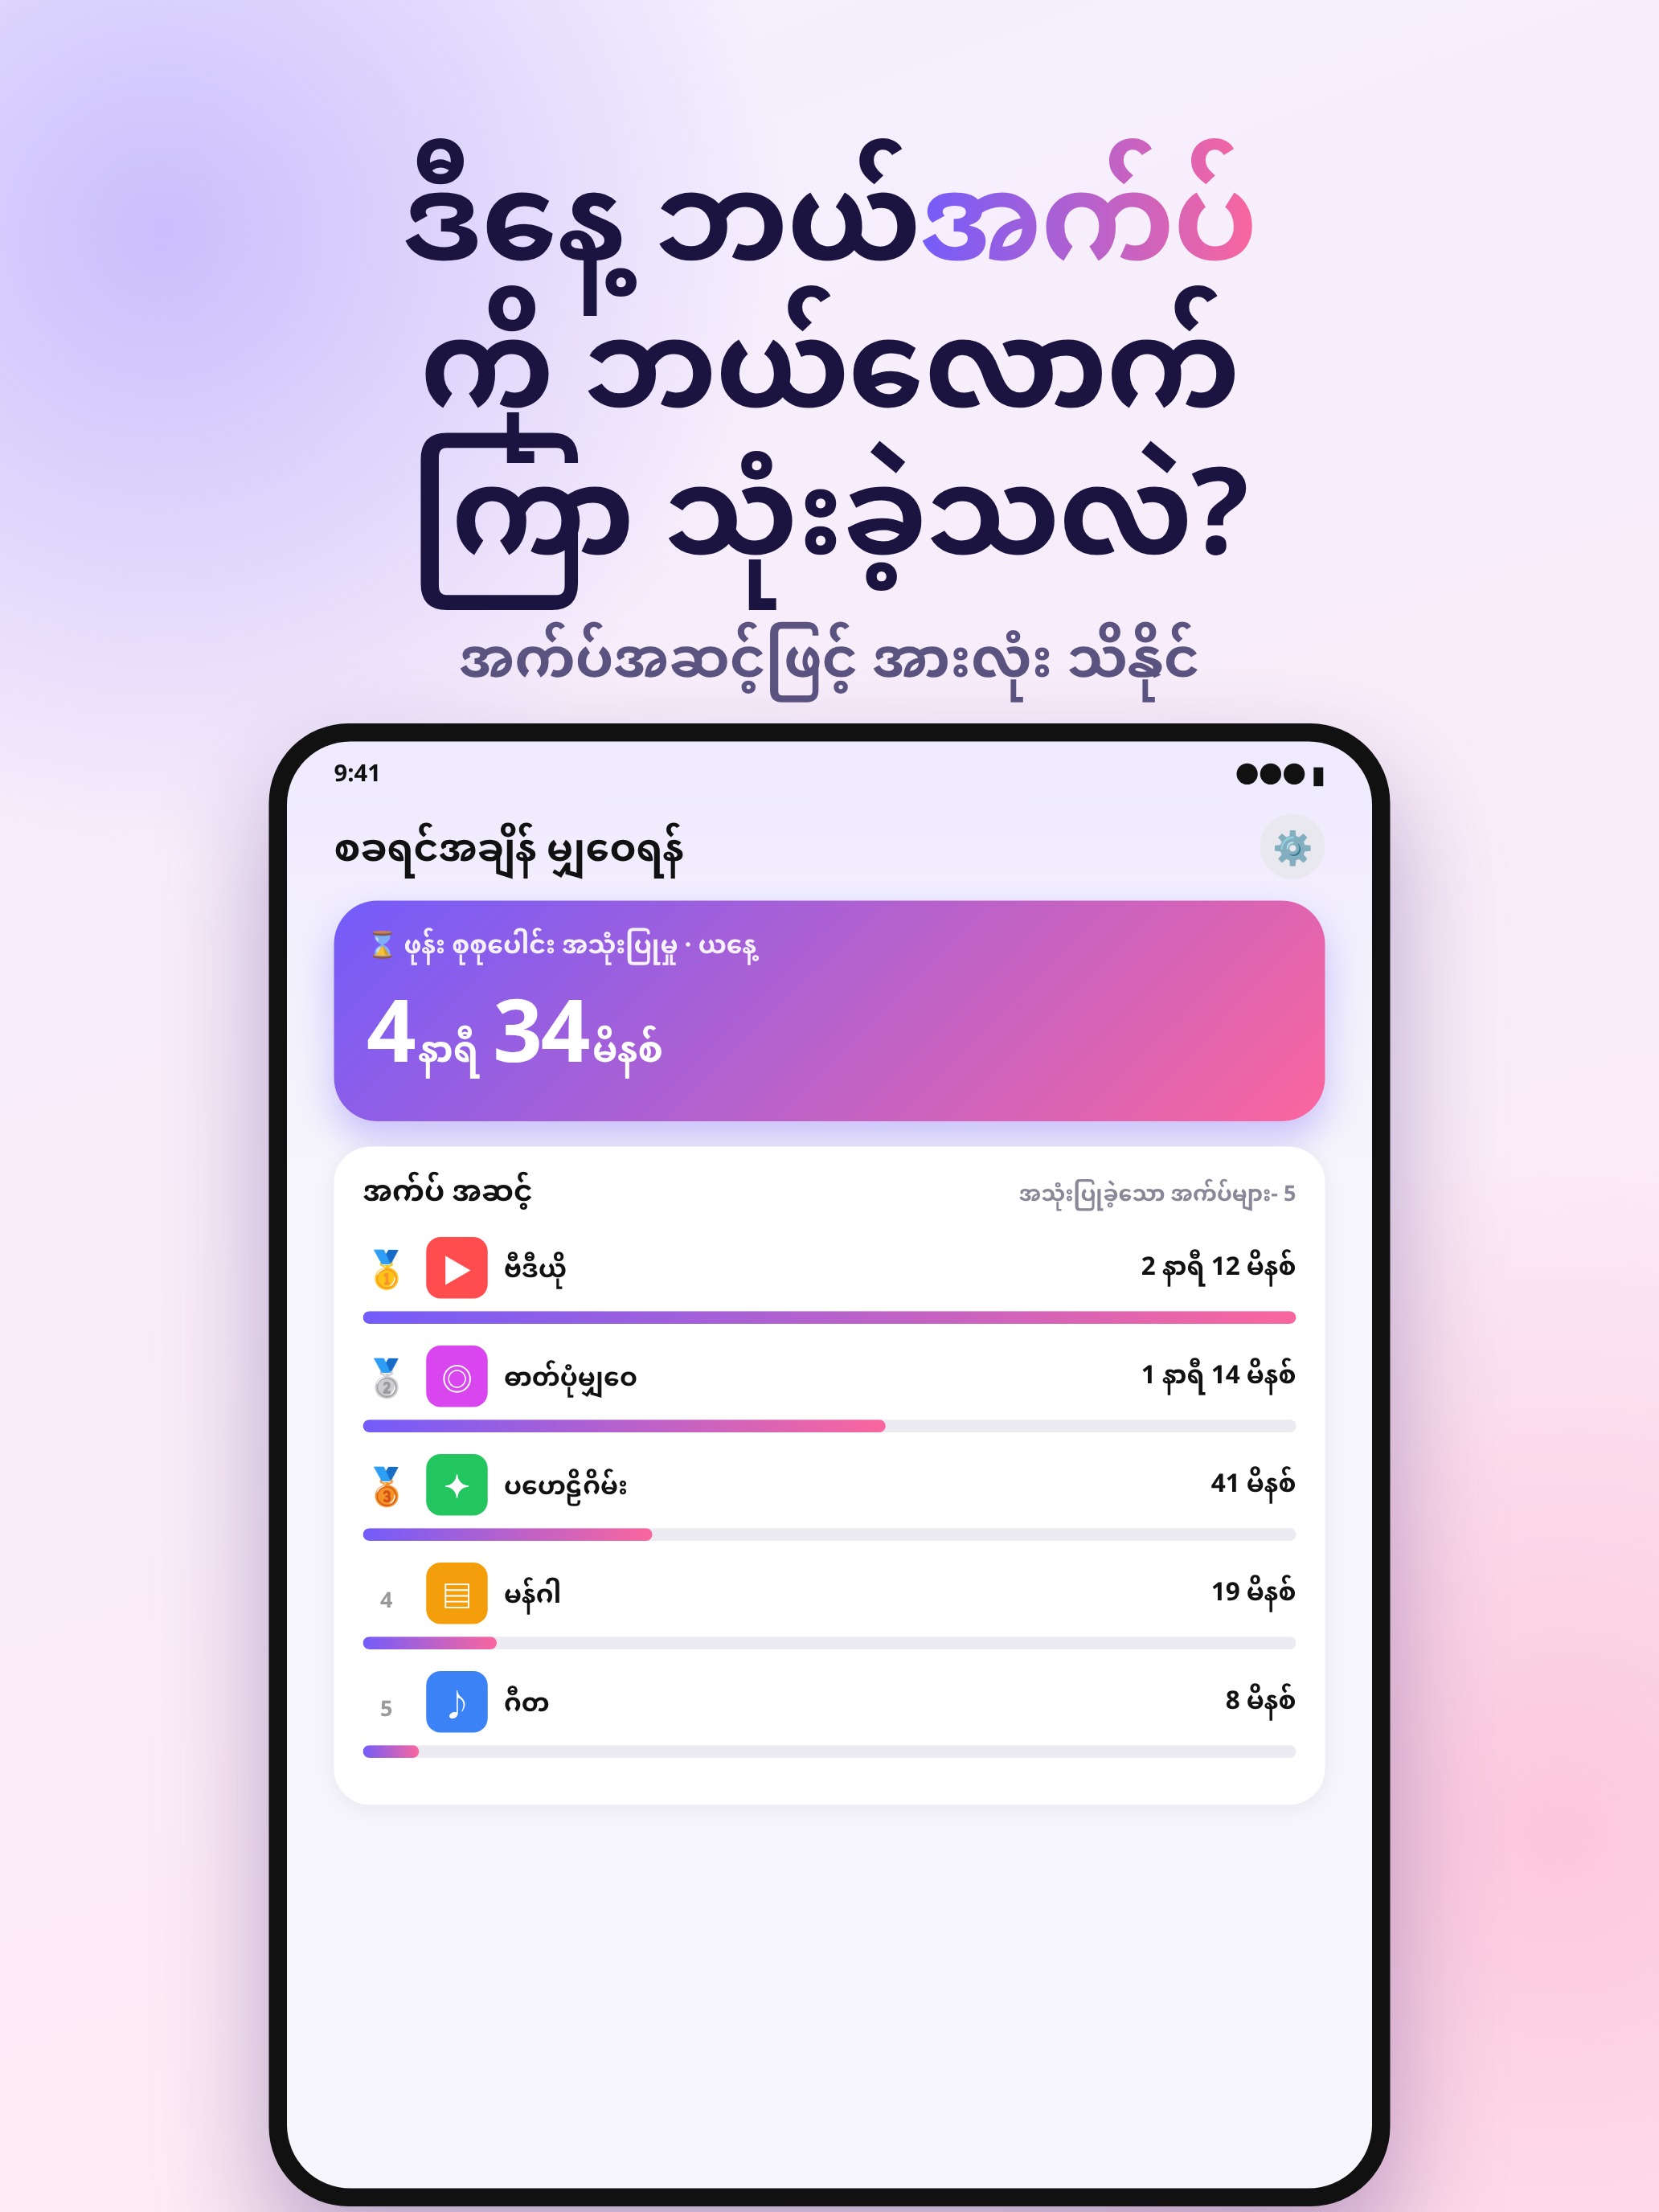 ဒီနေ့ ဘယ်အက်ပ်
ကို ဘယ်လောက်
ကြာ သုံးခဲ့သလဲ?
အက်ပ်အဆင့်ဖြင့် အားလုံး သိနိုင်
9:41
စခရင်အချိန် မျှဝေရန်
ဖုန်း စုစုပေါင်း အသုံးပြုမှု · ယနေ့
4နာရီ 34မိနစ်
အက်ပ် အဆင့်
အသုံးပြုခဲ့သော အက်ပ်များ- 5
ဗီဒီယို
2 နာရီ 12 မိနစ်
ဓာတ်ပုံမျှဝေ
1 နာရီ 14 မိနစ်
ပဟေဠိဂိမ်း
41 မိနစ်
4
မန်ဂါ
19 မိနစ်
5
ဂီတ
8 မိနစ်